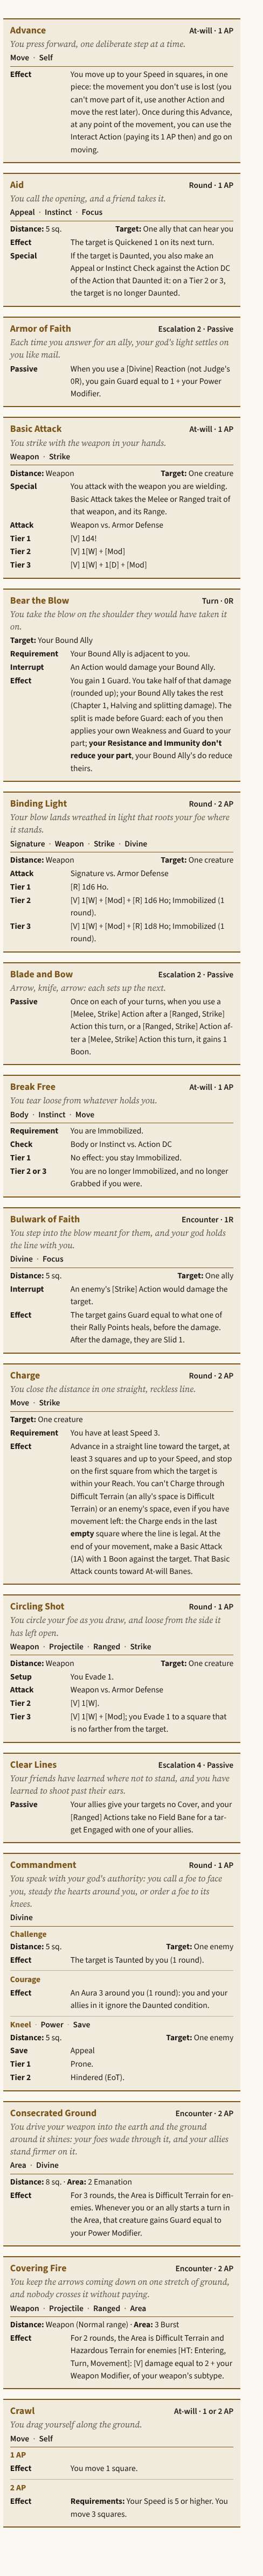 Advance At-will · 1 AP
You press forward, one deliberate step at a time.
Move · Self
Effect You move up to your Speed in squares, in one
piece: the movement you don't use is lost (you
can't move part of it, use another Action and
move the rest later). Once during this Advance,
at any point of the movement, you can use the
Interact Action (paying its 1 AP then) and go on
moving.
Aid Round · 1 AP
You call the opening, and a friend takes it.
Appeal · Instinct · Focus
Distance: 5 sq. Target: One ally that can hear you
Effect The target is Quickened 1 on its next turn.
Special If the target is Daunted, you also make an
Appeal or Instinct Check against the Action DC
of the Action that Daunted it: on a Tier 2 or 3,
the target is no longer Daunted.
Armor of Faith Escalation 2 · Passive
Each time you answer for an ally, your god's light settles on
you like mail.
Passive When you use a [Divine] Reaction (not Judge's
0R), you gain Guard equal to 1 + your Power
Modifier.
Basic Attack At-will · 1 AP
You strike with the weapon in your hands.
Weapon · Strike
Distance: Weapon Target: One creature
Special You attack with the weapon you are wielding.
Basic Attack takes the Melee or Ranged trait of
that weapon, and its Range.
Attack Weapon vs. Armor Defense
Tier 1 [V] 1d4!
Tier 2 [V] 1[W] + [Mod]
Tier 3 [V] 1[W] + 1[D] + [Mod]
Bear the Blow Turn · 0R
You take the blow on the shoulder they would have taken it
on.
Target: Your Bound Ally
Requirement Your Bound Ally is adjacent to you.
Interrupt An Action would damage your Bound Ally.
Effect You gain 1 Guard. You take half of that damage
(rounded up); your Bound Ally takes the rest
(Chapter 1, Halving and splitting damage). The
split is made before Guard: each of you then
applies your own Weakness and Guard to your
part; your Resistance and Immunity don't
reduce your part, your Bound Ally's do reduce
theirs.
Binding Light Round · 2 AP
Your blow lands wreathed in light that roots your foe where
it stands.
Signature · Weapon · Strike · Divine
Distance: Weapon Target: One creature
Attack Signature vs. Armor Defense
Tier 1 [R] 1d6 Ho.
Tier 2 [V] 1[W] + [Mod] + [R] 1d6 Ho; Immobilized (1
round).
Tier 3 [V] 1[W] + [Mod] + [R] 1d8 Ho; Immobilized (1
round).
Blade and Bow Escalation 2 · Passive
Arrow, knife, arrow: each sets up the next.
Passive Once on each of your turns, when you use a
[Melee, Strike] Action after a [Ranged, Strike]
Action this turn, or a [Ranged, Strike] Action af-
ter a [Melee, Strike] Action this turn, it gains 1
Boon.
Break Free At-will · 1 AP
You tear loose from whatever holds you.
Body · Instinct · Move
Requirement You are Immobilized.
Check Body or Instinct vs. Action DC
Tier 1 No effect: you stay Immobilized.
Tier 2 or 3 You are no longer Immobilized, and no longer
Grabbed if you were.
Bulwark of Faith Encounter · 1R
You step into the blow meant for them, and your god holds
the line with you.
Divine · Focus
Distance: 5 sq. Target: One ally
Interrupt An enemy's [Strike] Action would damage the
target.
Effect The target gains Guard equal to what one of
their Rally Points heals, before the damage.
After the damage, they are Slid 1.
Charge Round · 2 AP
You close the distance in one straight, reckless line.
Move · Strike
Target: One creature
Requirement You have at least Speed 3.
Effect Advance in a straight line toward the target, at
least 3 squares and up to your Speed, and stop
on the first square from which the target is
within your Reach. You can't Charge through
Difficult Terrain (an ally's space is Difficult
Terrain) or an enemy's space, even if you have
movement left: the Charge ends in the last
empty square where the line is legal. At the
end of your movement, make a Basic Attack
(1A) with 1 Boon against the target. That Basic
Attack counts toward At-will Banes.
Circling Shot Round · 1 AP
You circle your foe as you draw, and loose from the side it
has left open.
Weapon · Projectile · Ranged · Strike
Distance: Weapon Target: One creature
Setup You Evade 1.
Attack Weapon vs. Armor Defense
Tier 2 [V] 1[W].
Tier 3 [V] 1[W] + [Mod]; you Evade 1 to a square that
is no farther from the target.
Clear Lines Escalation 4 · Passive
Your friends have learned where not to stand, and you have
learned to shoot past their ears.
Passive Your allies give your targets no Cover, and your
[Ranged] Actions take no Field Bane for a tar-
get Engaged with one of your allies.
Commandment Round · 1 AP
You speak with your god's authority: you call a foe to face
you, steady the hearts around you, or order a foe to its
knees.
Divine
Challenge
Distance: 5 sq. Target: One enemy
Effect The target is Taunted by you (1 round).
Courage
Effect An Aura 3 around you (1 round): you and your
allies in it ignore the Daunted condition.
Kneel · Power · Save
Distance: 5 sq. Target: One enemy
Save Appeal
Tier 1 Prone.
Tier 2 Hindered (EoT).
Consecrated Ground Encounter · 2 AP
You drive your weapon into the earth and the ground
around it shines: your foes wade through it, and your allies
stand firmer on it.
Area · Divine
Distance: 8 sq. · Area: 2 Emanation
Effect For 3 rounds, the Area is Difficult Terrain for en-
emies. Whenever you or an ally starts a turn in
the Area, that creature gains Guard equal to
your Power Modifier.
Covering Fire Encounter · 2 AP
You keep the arrows coming down on one stretch of ground,
and nobody crosses it without paying.
Weapon · Projectile · Ranged · Area
Distance: Weapon (Normal range) · Area: 3 Burst
Effect For 2 rounds, the Area is Difficult Terrain and
Hazardous Terrain for enemies [HT: Entering,
Turn, Movement]: [V] damage equal to 2 + your
Weapon Modifier, of your weapon's subtype.
Crawl At-will · 1 or 2 AP
You drag yourself along the ground.
Move · Self
1 AP
Effect You move 1 square.
2 AP
Effect Requirements: Your Speed is 5 or higher. You
move 3 squares.